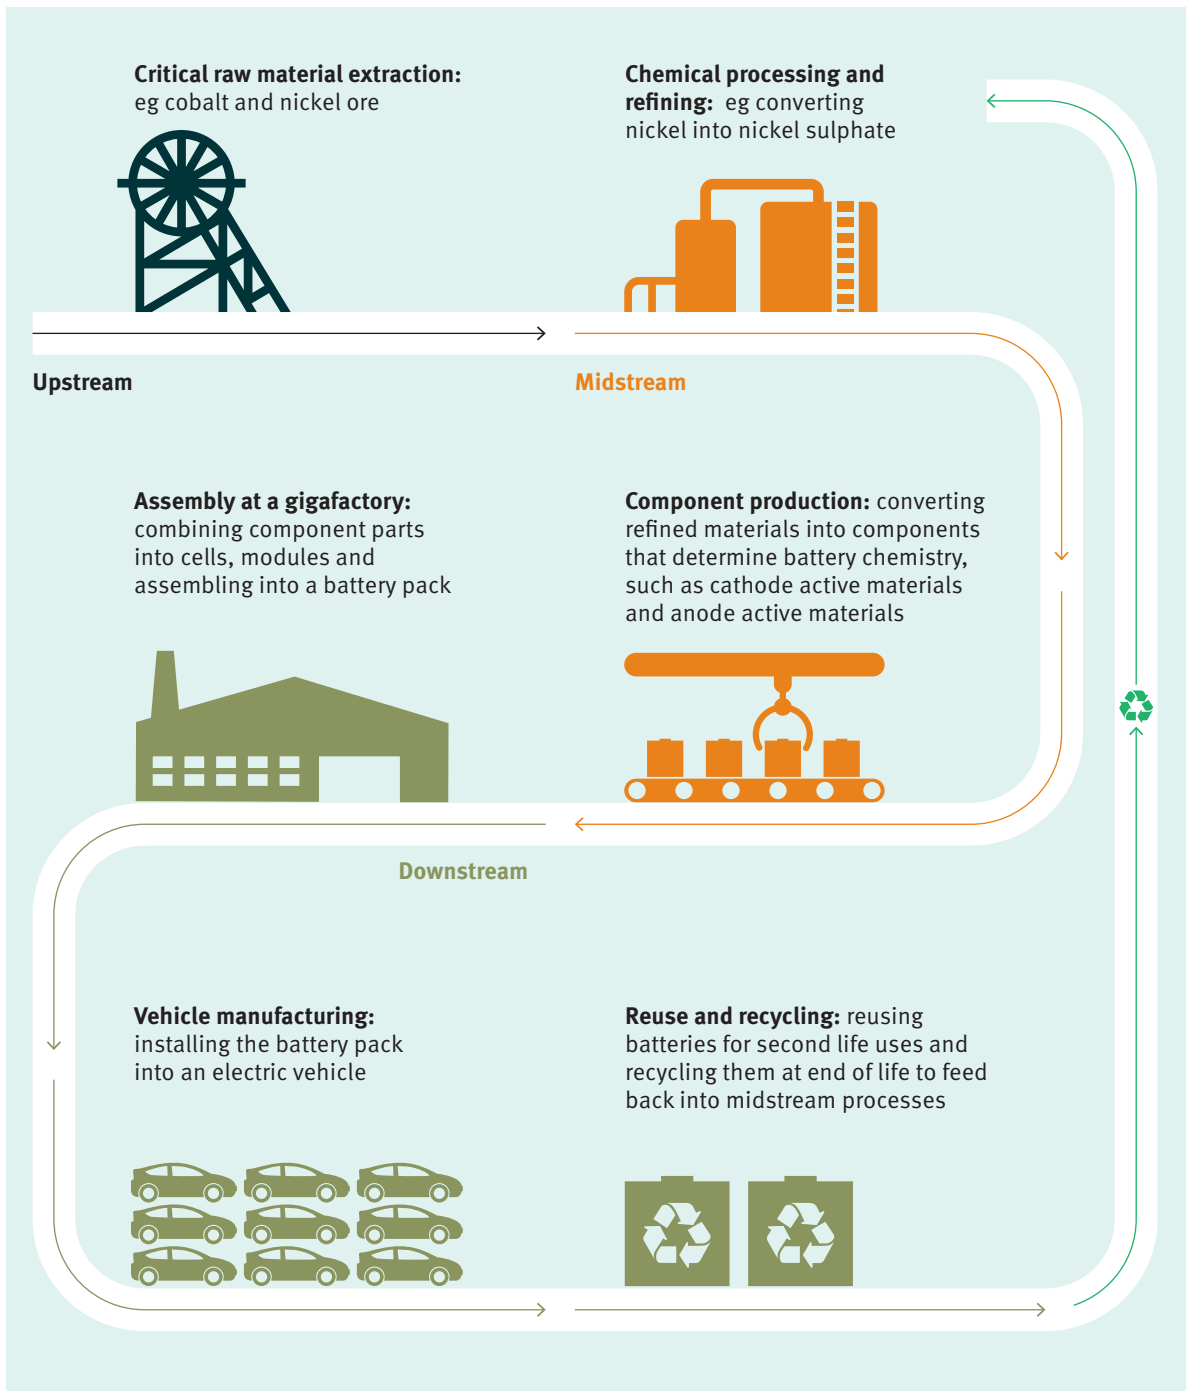 Critical raw material extraction:
eg cobalt and nickel ore
Chemical processing and
refining: eg converting
nickel into nickel sulphate
Upstream
Midstream
Assembly at a gigafactory:
combining component parts
into cells, modules and
assembling into a battery pack
Component production: converting
refined materials into components
that determine battery chemistry,
such as cathode active materials
and anode active materials
Downstream
Vehicle manufacturing:
installing the battery pack
into an electric vehicle
Reuse and recycling: reusing
batteries for second life uses and
recycling them at end of life to feed
back into midstream processes